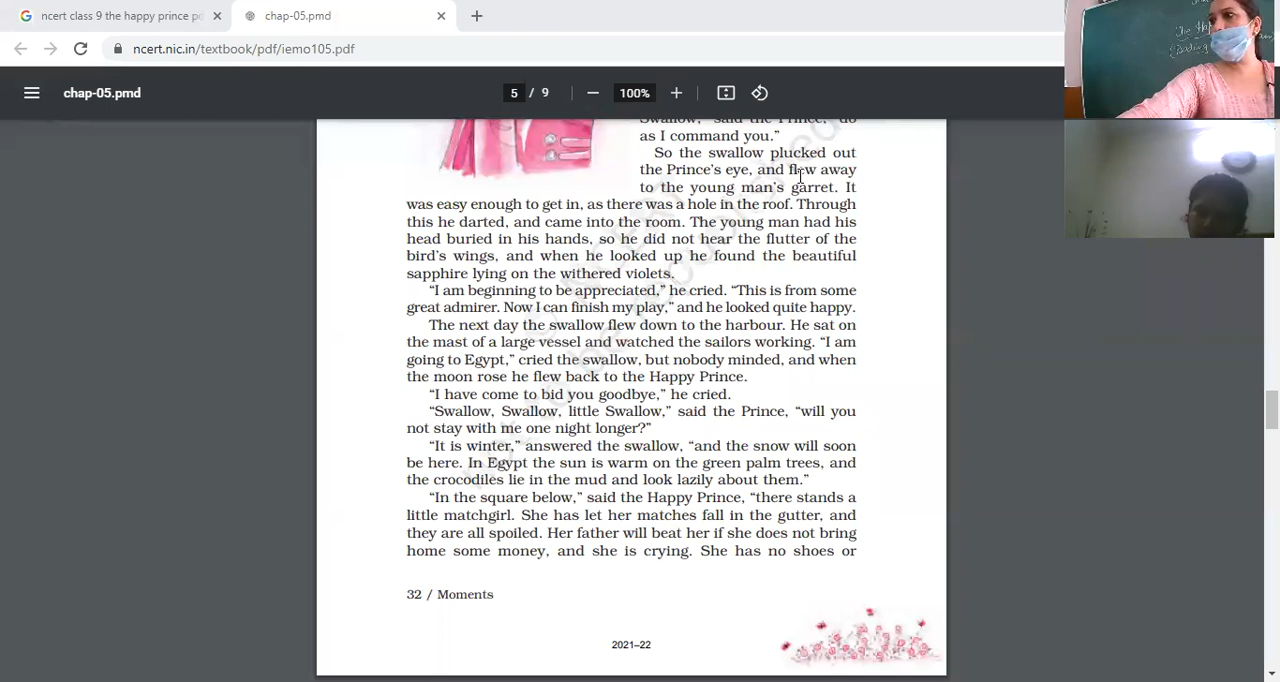 ncert class 9 the happy prince pd
chap-05.pmd
ncert.nic.in/textbook/pdf/iemo105.pdf
chap-05.pmd
5 / 9
100%
Swallow,” said the Prince, “do
as I command you.”
So the swallow plucked out
the Prince’s eye, and flew away
to the young man’s garret. It
was easy enough to get in, as there was a hole in the roof. Through
this he darted, and came into the room. The young man had his
head buried in his hands, so he did not hear the flutter of the
bird’s wings, and when he looked up he found the beautiful
sapphire lying on the withered violets.
“I am beginning to be appreciated,” he cried. “This is from some
great admirer. Now I can finish my play,” and he looked quite happy.
The next day the swallow flew down to the harbour. He sat on
the mast of a large vessel and watched the sailors working. “I am
going to Egypt,” cried the swallow, but nobody minded, and when
the moon rose he flew back to the Happy Prince.
“I have come to bid you goodbye,” he cried.
“Swallow, Swallow, little Swallow,” said the Prince, “will you
not stay with me one night longer?”
“It is winter,” answered the swallow, “and the snow will soon
be here. In Egypt the sun is warm on the green palm trees, and
the crocodiles lie in the mud and look lazily about them.”
“In the square below,” said the Happy Prince, “there stands a
little matchgirl. She has let her matches fall in the gutter, and
they are all spoiled. Her father will beat her if she does not bring
home some money, and she is crying. She has no shoes or
32 / Moments
2021–22